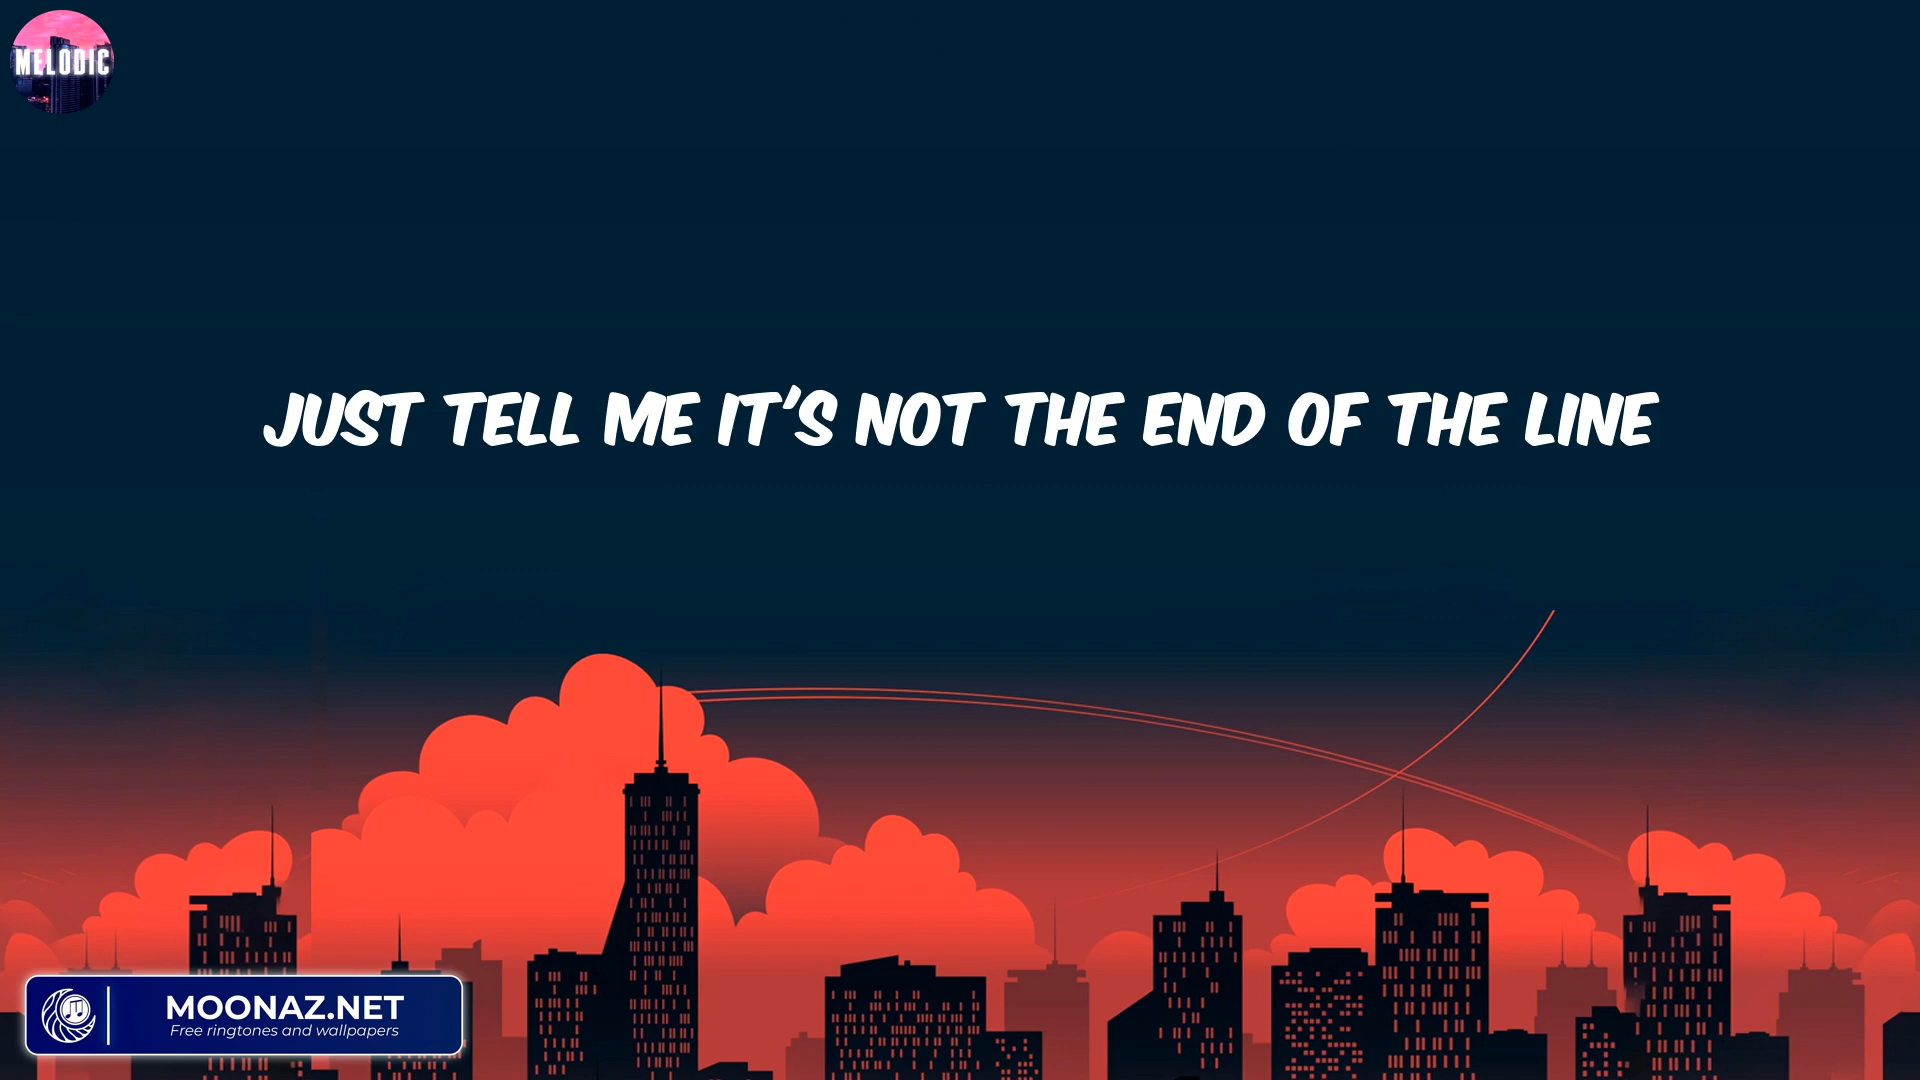 MELODIC
JUST TELL ME IT'S NOT THE END OF THE LINE
MOONAZ.NET
Free ringtones and wallpapers